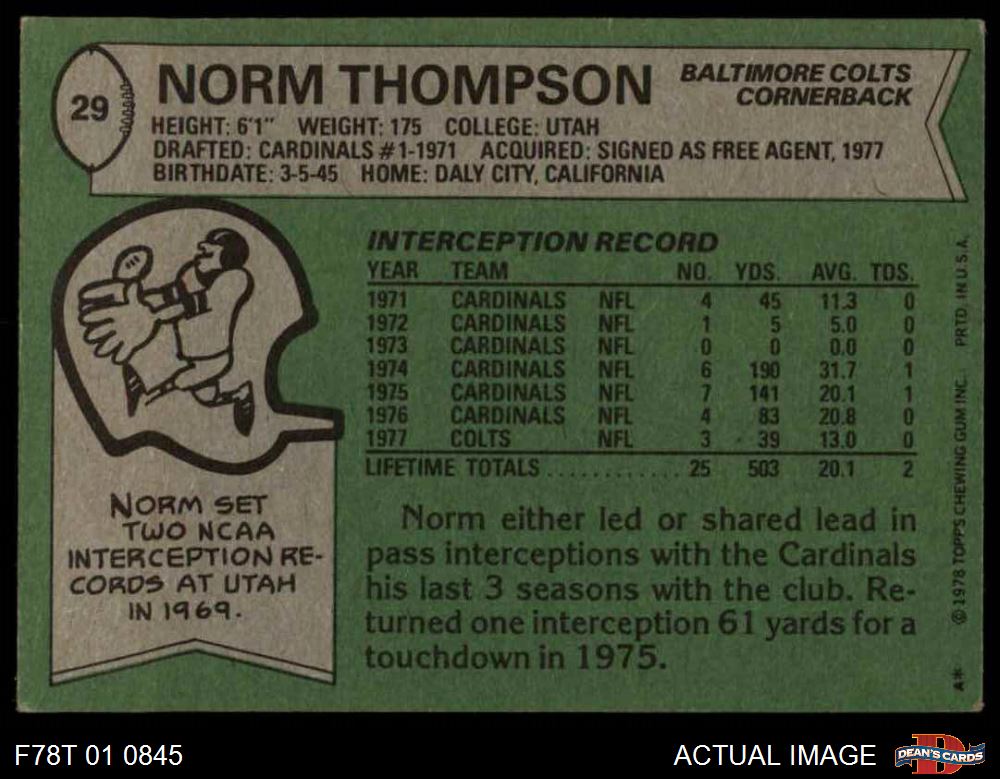 29
NORM THOMPSON
BALTIMORE COLTS
CORNERBACK
HEIGHT: 6'1" WEIGHT: 175 COLLEGE: UTAH
DRAFTED: CARDINALS #1-1971 ACQUIRED: SIGNED AS FREE AGENT, 1977
BIRTHDATE: 3-5-45 HOME: DALY CITY, CALIFORNIA
INTERCEPTION RECORD
YEAR TEAM NO. YDS. AVG. TDS.
1971 CARDINALS NFL 4 45 11.3 0
1972 CARDINALS NFL 1 5 5.0 0
1973 CARDINALS NFL 0 0 0.0 0
1974 CARDINALS NFL 6 190 31.7 1
1975 CARDINALS NFL 7 141 20.1 1
1976 CARDINALS NFL 4 83 20.8 0
1977 COLTS NFL 3 39 13.0 0
LIFETIME TOTALS............ 25 503 20.1 2
NORM SET
TWO NCAA
INTERCEPTION RE-
CORDS AT UTAH
IN 1969.
Norm either led or shared lead in
pass interceptions with the Cardinals
his last 3 seasons with the club. Re-
turned one interception 61 yards for a
touchdown in 1975.
A* ©1978 TOPPS CHEWING GUM INC. PRTD. IN U.S.A.
F78T 01 0845
ACTUAL IMAGE
D
DEAN'S CARDS